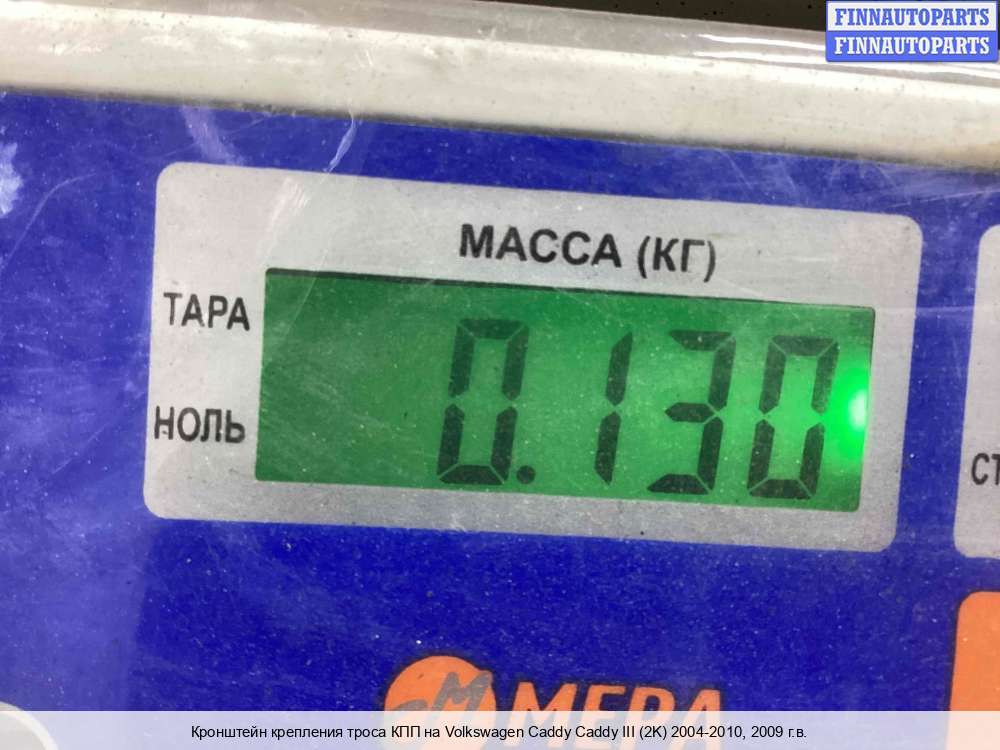 FINNAUTOPARTS
FINNAUTOPARTS
МАССА (КГ)
ТАРА
0.130
НОЛЬ
СТ
МЕРА
Кронштейн крепления троса КПП на Volkswagen Caddy Caddy III (2K) 2004-2010, 2009 г.в.